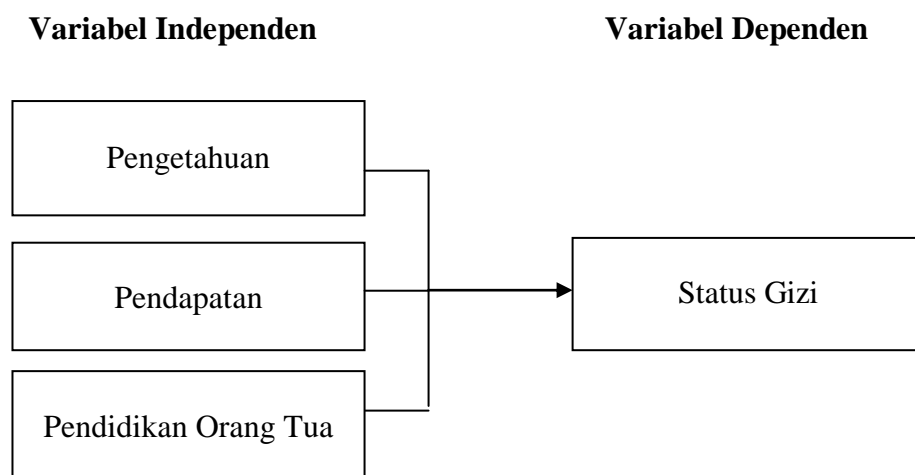 Variabel Independen
Variabel Dependen
Pengetahuan
Pendapatan
Status Gizi
Pendidikan Orang Tua